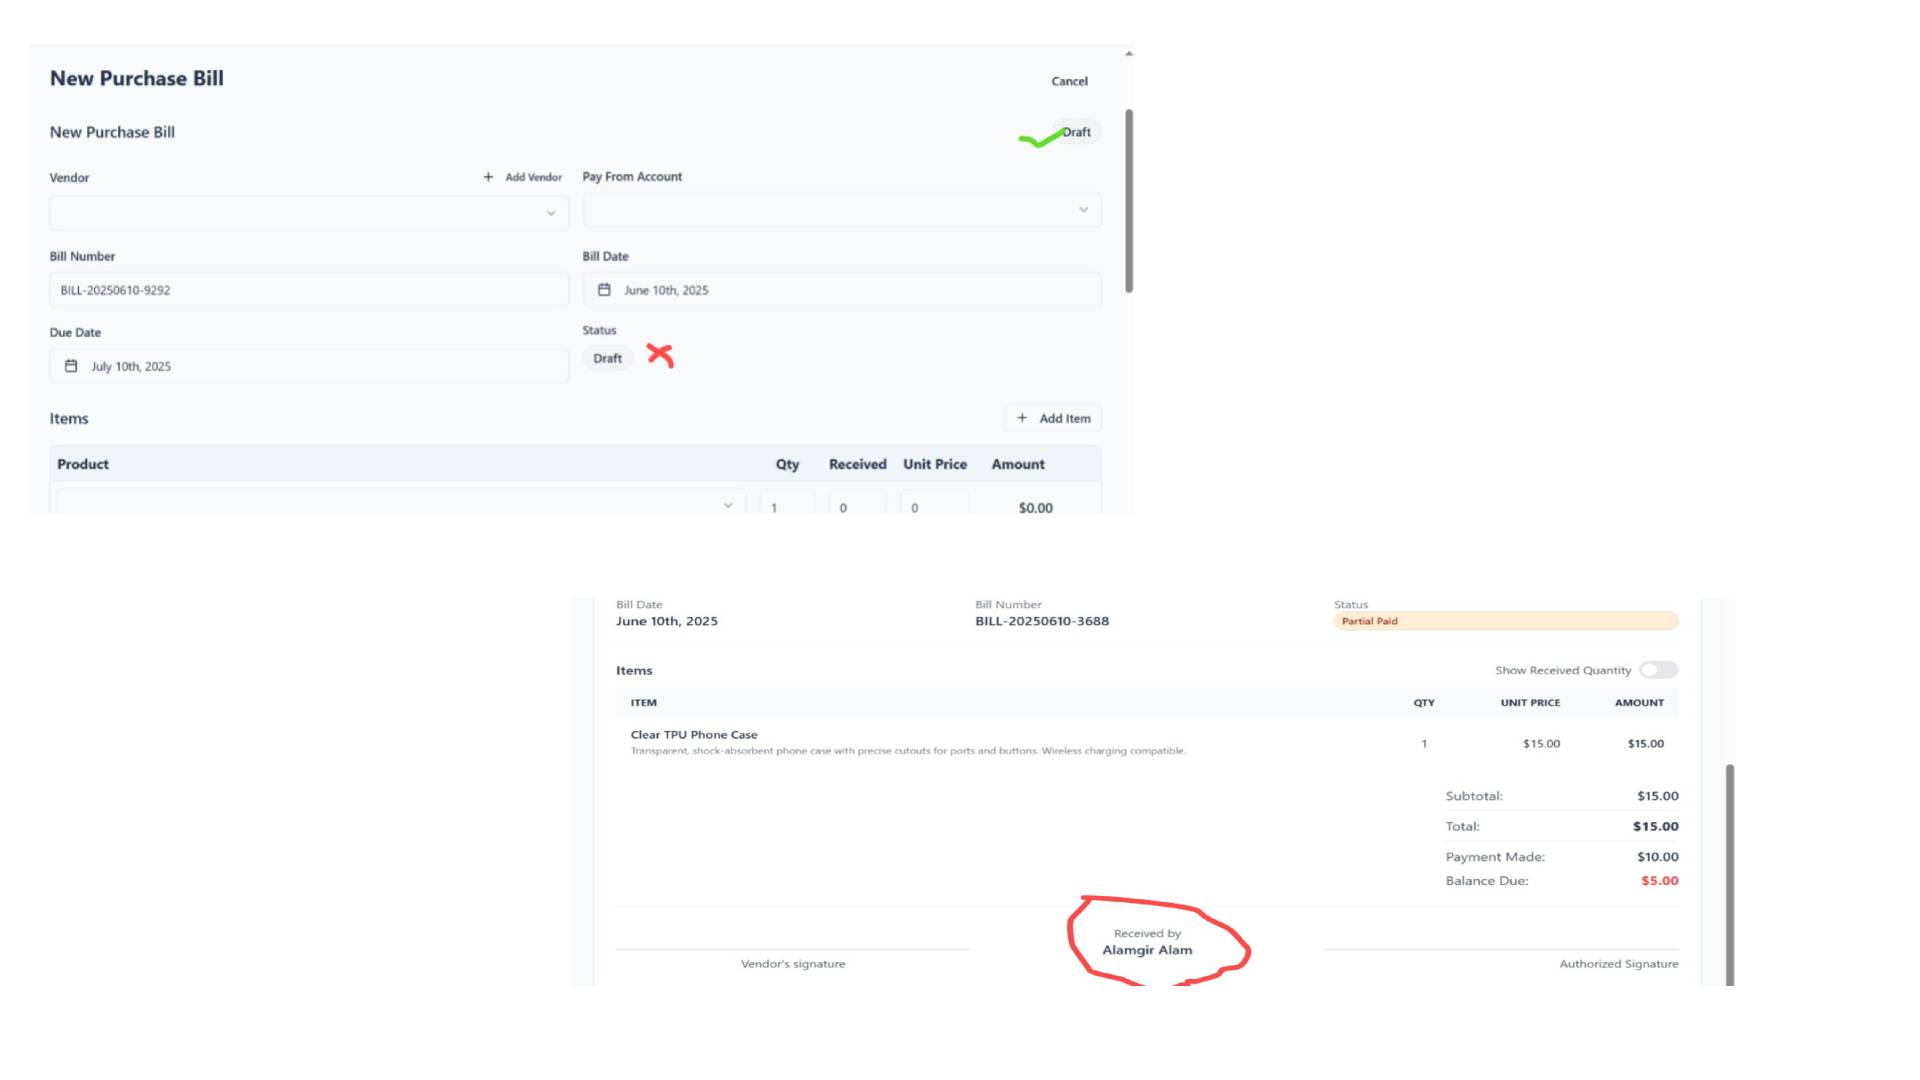 New Purchase Bill
Cancel
New Purchase Bill
Draft
Vendor
+ Add Vendor
Pay From Account
Bill Number
Bill Date
BILL-20250610-9292
June 10th, 2025
Due Date
Status
July 10th, 2025
Draft
Items
+ Add Item
Product Qty Received Unit Price Amount
1 0 0 $0.00
Bill Date
Bill Number
Status
June 10th, 2025
BILL-20250610-3688
Partial Paid
Items
Show Received Quantity
ITEM QTY UNIT PRICE AMOUNT
Clear TPU Phone Case
Transparent, shock-absorbent phone case with precise cutouts for ports and buttons. Wireless charging compatible.
1 $15.00 $15.00
Subtotal: $15.00
Total: $15.00
Payment Made: $10.00
Balance Due: $5.00
Received by
Alamgir Alam
Vendor's signature
Authorized Signature